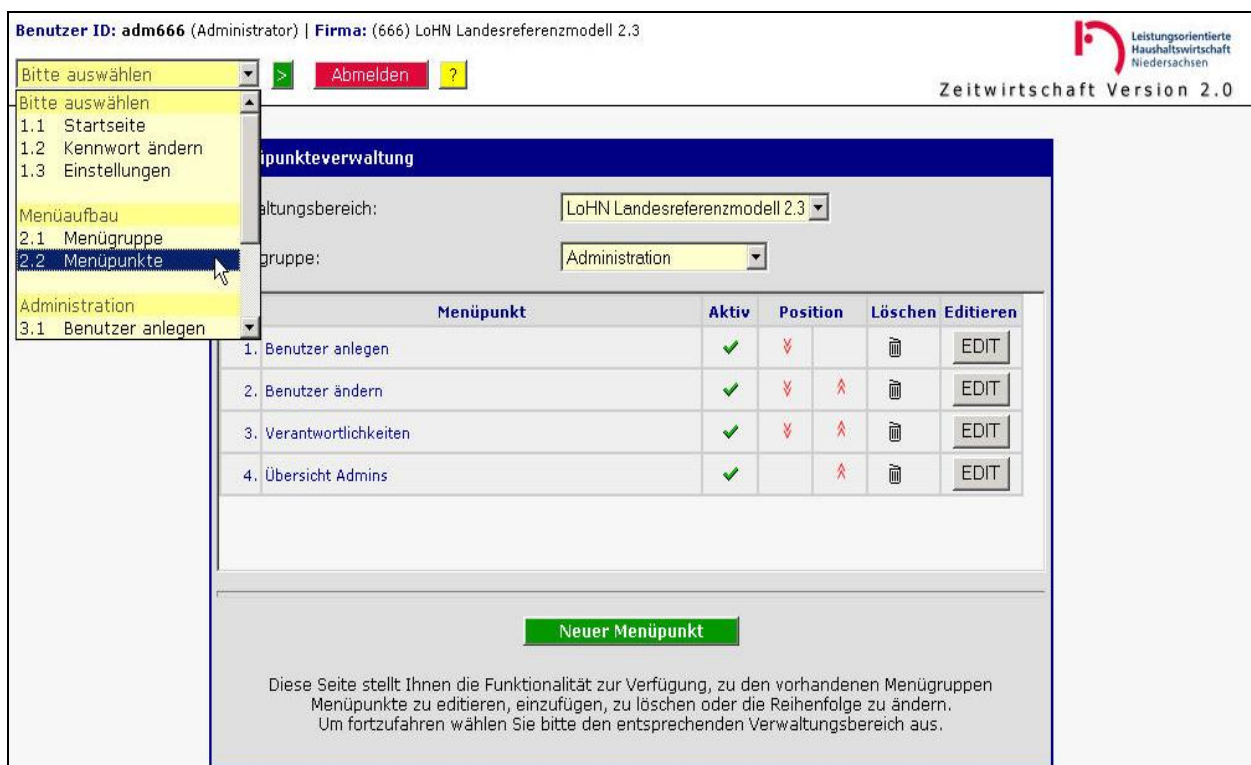 Benutzer ID: adm666 (Administrator) | Firma: (666) LoHN Landesreferenzmodell 2.3
Leistungsorientierte
Haushaltswirtschaft
Niedersachsen
Bitte auswählen > Abmelden ?
Zeitwirtschaft Version 2.0
Bitte auswählen
1.1 Startseite
1.2 Kennwort ändern
1.3 Einstellungen
Menüaufbau
2.1 Menügruppe
2.2 Menüpunkte
Administration
3.1 Benutzer anlegen
ipunkteverwaltung
altungsbereich: LoHN Landesreferenzmodell 2.3
gruppe: Administration
Menüpunkt Aktiv Position Löschen Editieren
1. Benutzer anlegen EDIT
2. Benutzer ändern EDIT
3. Verantwortlichkeiten EDIT
4. Übersicht Admins EDIT
Neuer Menüpunkt
Diese Seite stellt Ihnen die Funktionalität zur Verfügung, zu den vorhandenen Menügruppen
Menüpunkte zu editieren, einzufügen, zu löschen oder die Reihenfolge zu ändern.
Um fortzufahren wählen Sie bitte den entsprechenden Verwaltungsbereich aus.